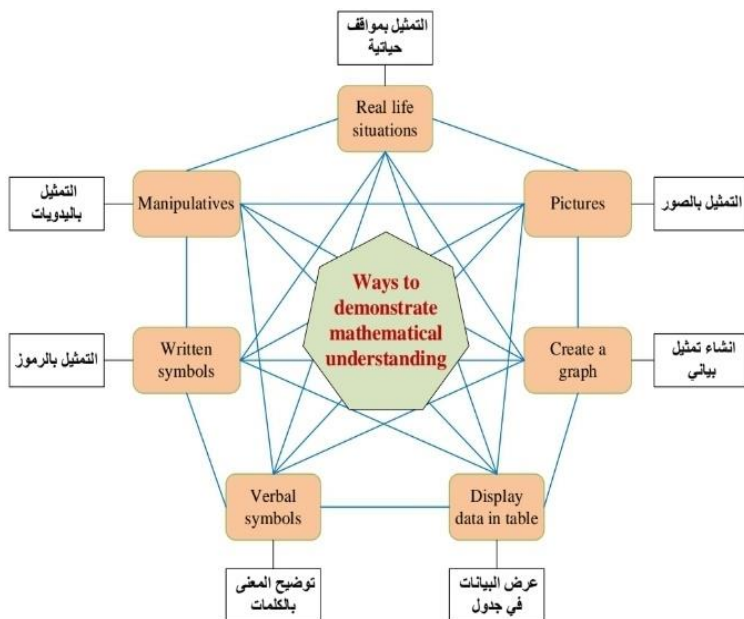 التمثيل بمواقف
حياتية
Real life
situations
التمثيل
باليدويات
Manipulatives
Pictures
التمثيل بالصور
Ways to
demonstrate
mathematical
understanding
التمثيل بالرموز
Written
symbols
Create a
graph
انشاء تمثيل
بياني
Verbal
symbols
Display
data in table
توضيح المعنى
بالكلمات
عرض البيانات
في جدول